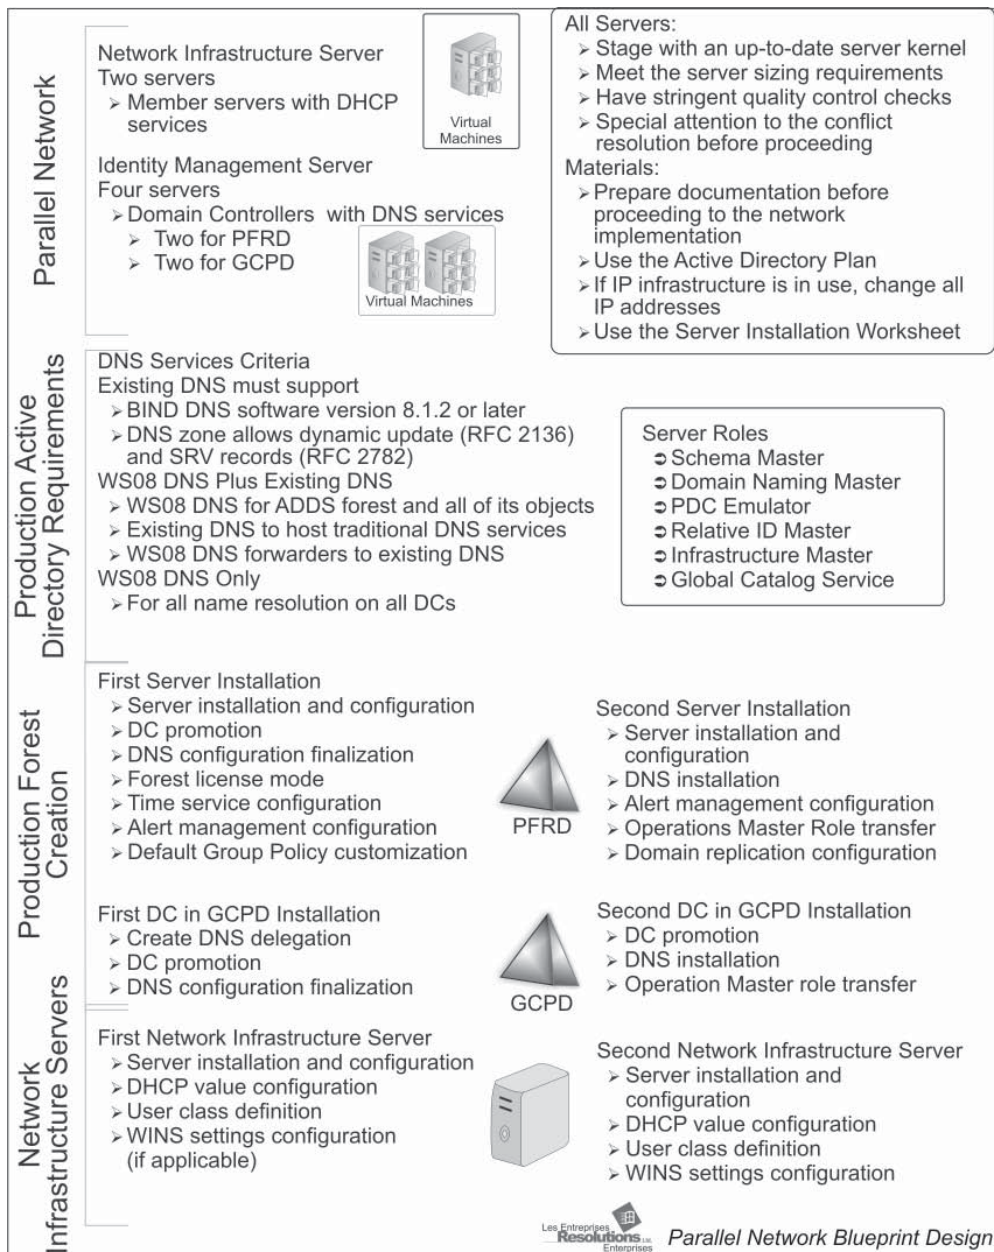 Parallel Network
Network Infrastructure Server
Two servers
➢ Member servers with DHCP
services
Virtual
Machines
Identity Management Server
Four servers
➢ Domain Controllers with DNS services
➢ Two for PFRD
➢ Two for GCPD
Virtual Machines
All Servers:
➢ Stage with an up-to-date server kernel
➢ Meet the server sizing requirements
➢ Have stringent quality control checks
➢ Special attention to the conflict
resolution before proceeding
Materials:
➢ Prepare documentation before
proceeding to the network
implementation
➢ Use the Active Directory Plan
➢ If IP infrastructure is in use, change all
IP addresses
➢ Use the Server Installation Worksheet
Production Active
Directory Requirements
DNS Services Criteria
Existing DNS must support
➢ BIND DNS software version 8.1.2 or later
➢ DNS zone allows dynamic update (RFC 2136)
and SRV records (RFC 2782)
WS08 DNS Plus Existing DNS
➢ WS08 DNS for ADDS forest and all of its objects
➢ Existing DNS to host traditional DNS services
➢ WS08 DNS forwarders to existing DNS
WS08 DNS Only
➢ For all name resolution on all DCs
Server Roles
➲ Schema Master
➲ Domain Naming Master
➲ PDC Emulator
➲ Relative ID Master
➲ Infrastructure Master
➲ Global Catalog Service
Production Forest
Creation
First Server Installation
➢ Server installation and configuration
➢ DC promotion
➢ DNS configuration finalization
➢ Forest license mode
➢ Time service configuration
➢ Alert management configuration
➢ Default Group Policy customization
PFRD
Second Server Installation
➢ Server installation and
configuration
➢ DNS installation
➢ Alert management configuration
➢ Operations Master Role transfer
➢ Domain replication configuration
First DC in GCPD Installation
➢ Create DNS delegation
➢ DC promotion
➢ DNS configuration finalization
GCPD
Second DC in GCPD Installation
➢ DC promotion
➢ DNS installation
➢ Operation Master role transfer
Network
Infrastructure Servers
First Network Infrastructure Server
➢ Server installation and configuration
➢ DHCP value configuration
➢ User class definition
➢ WINS settings configuration
(if applicable)
Second Network Infrastructure Server
➢ Server installation and
configuration
➢ DHCP value configuration
➢ User class definition
➢ WINS settings configuration
Les Entreprises
Resolutions Ltd.
Enterprises
Parallel Network Blueprint Design